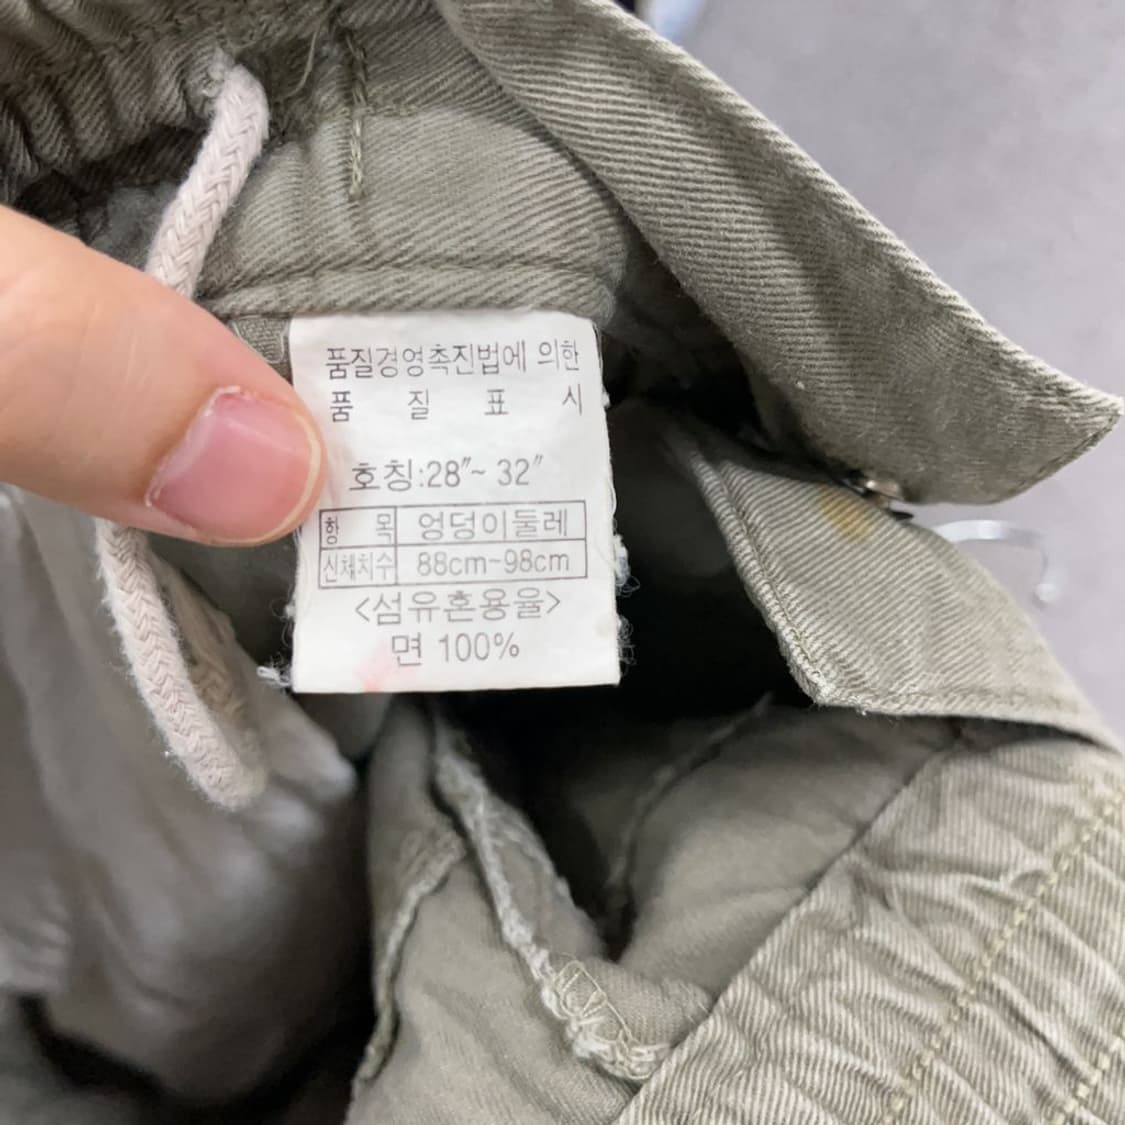 품질경영촉진법에 의한
품 질 표 시
호칭:28"~ 32"
항 목 엉덩이둘레
신체치수 88cm~98cm
<섬유혼용율>
면 100%